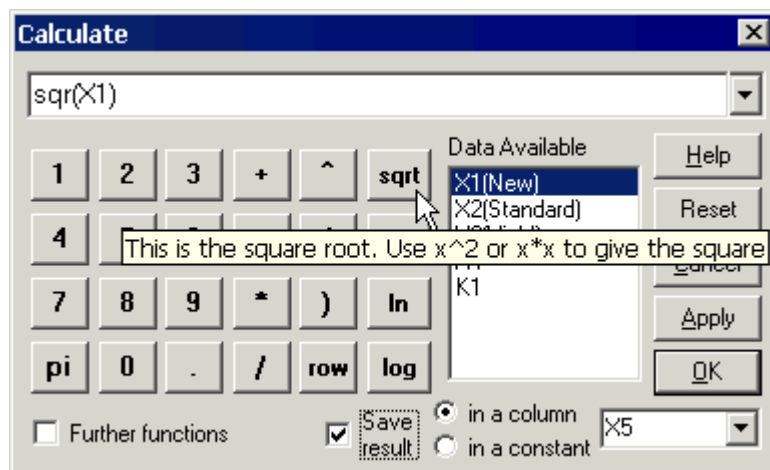 Calculate
sqr(X1)
Data Available
1 2 3 + ^ sqrt
Help
X1(New)
X2(Standard)
Reset
4
This is the square root. Use x^2 or x*x to give the square
Cancel
K1
7 8 9 * ) ln
Apply
pi 0 . / row log
OK
Further functions
Save result
in a column
in a constant
X5